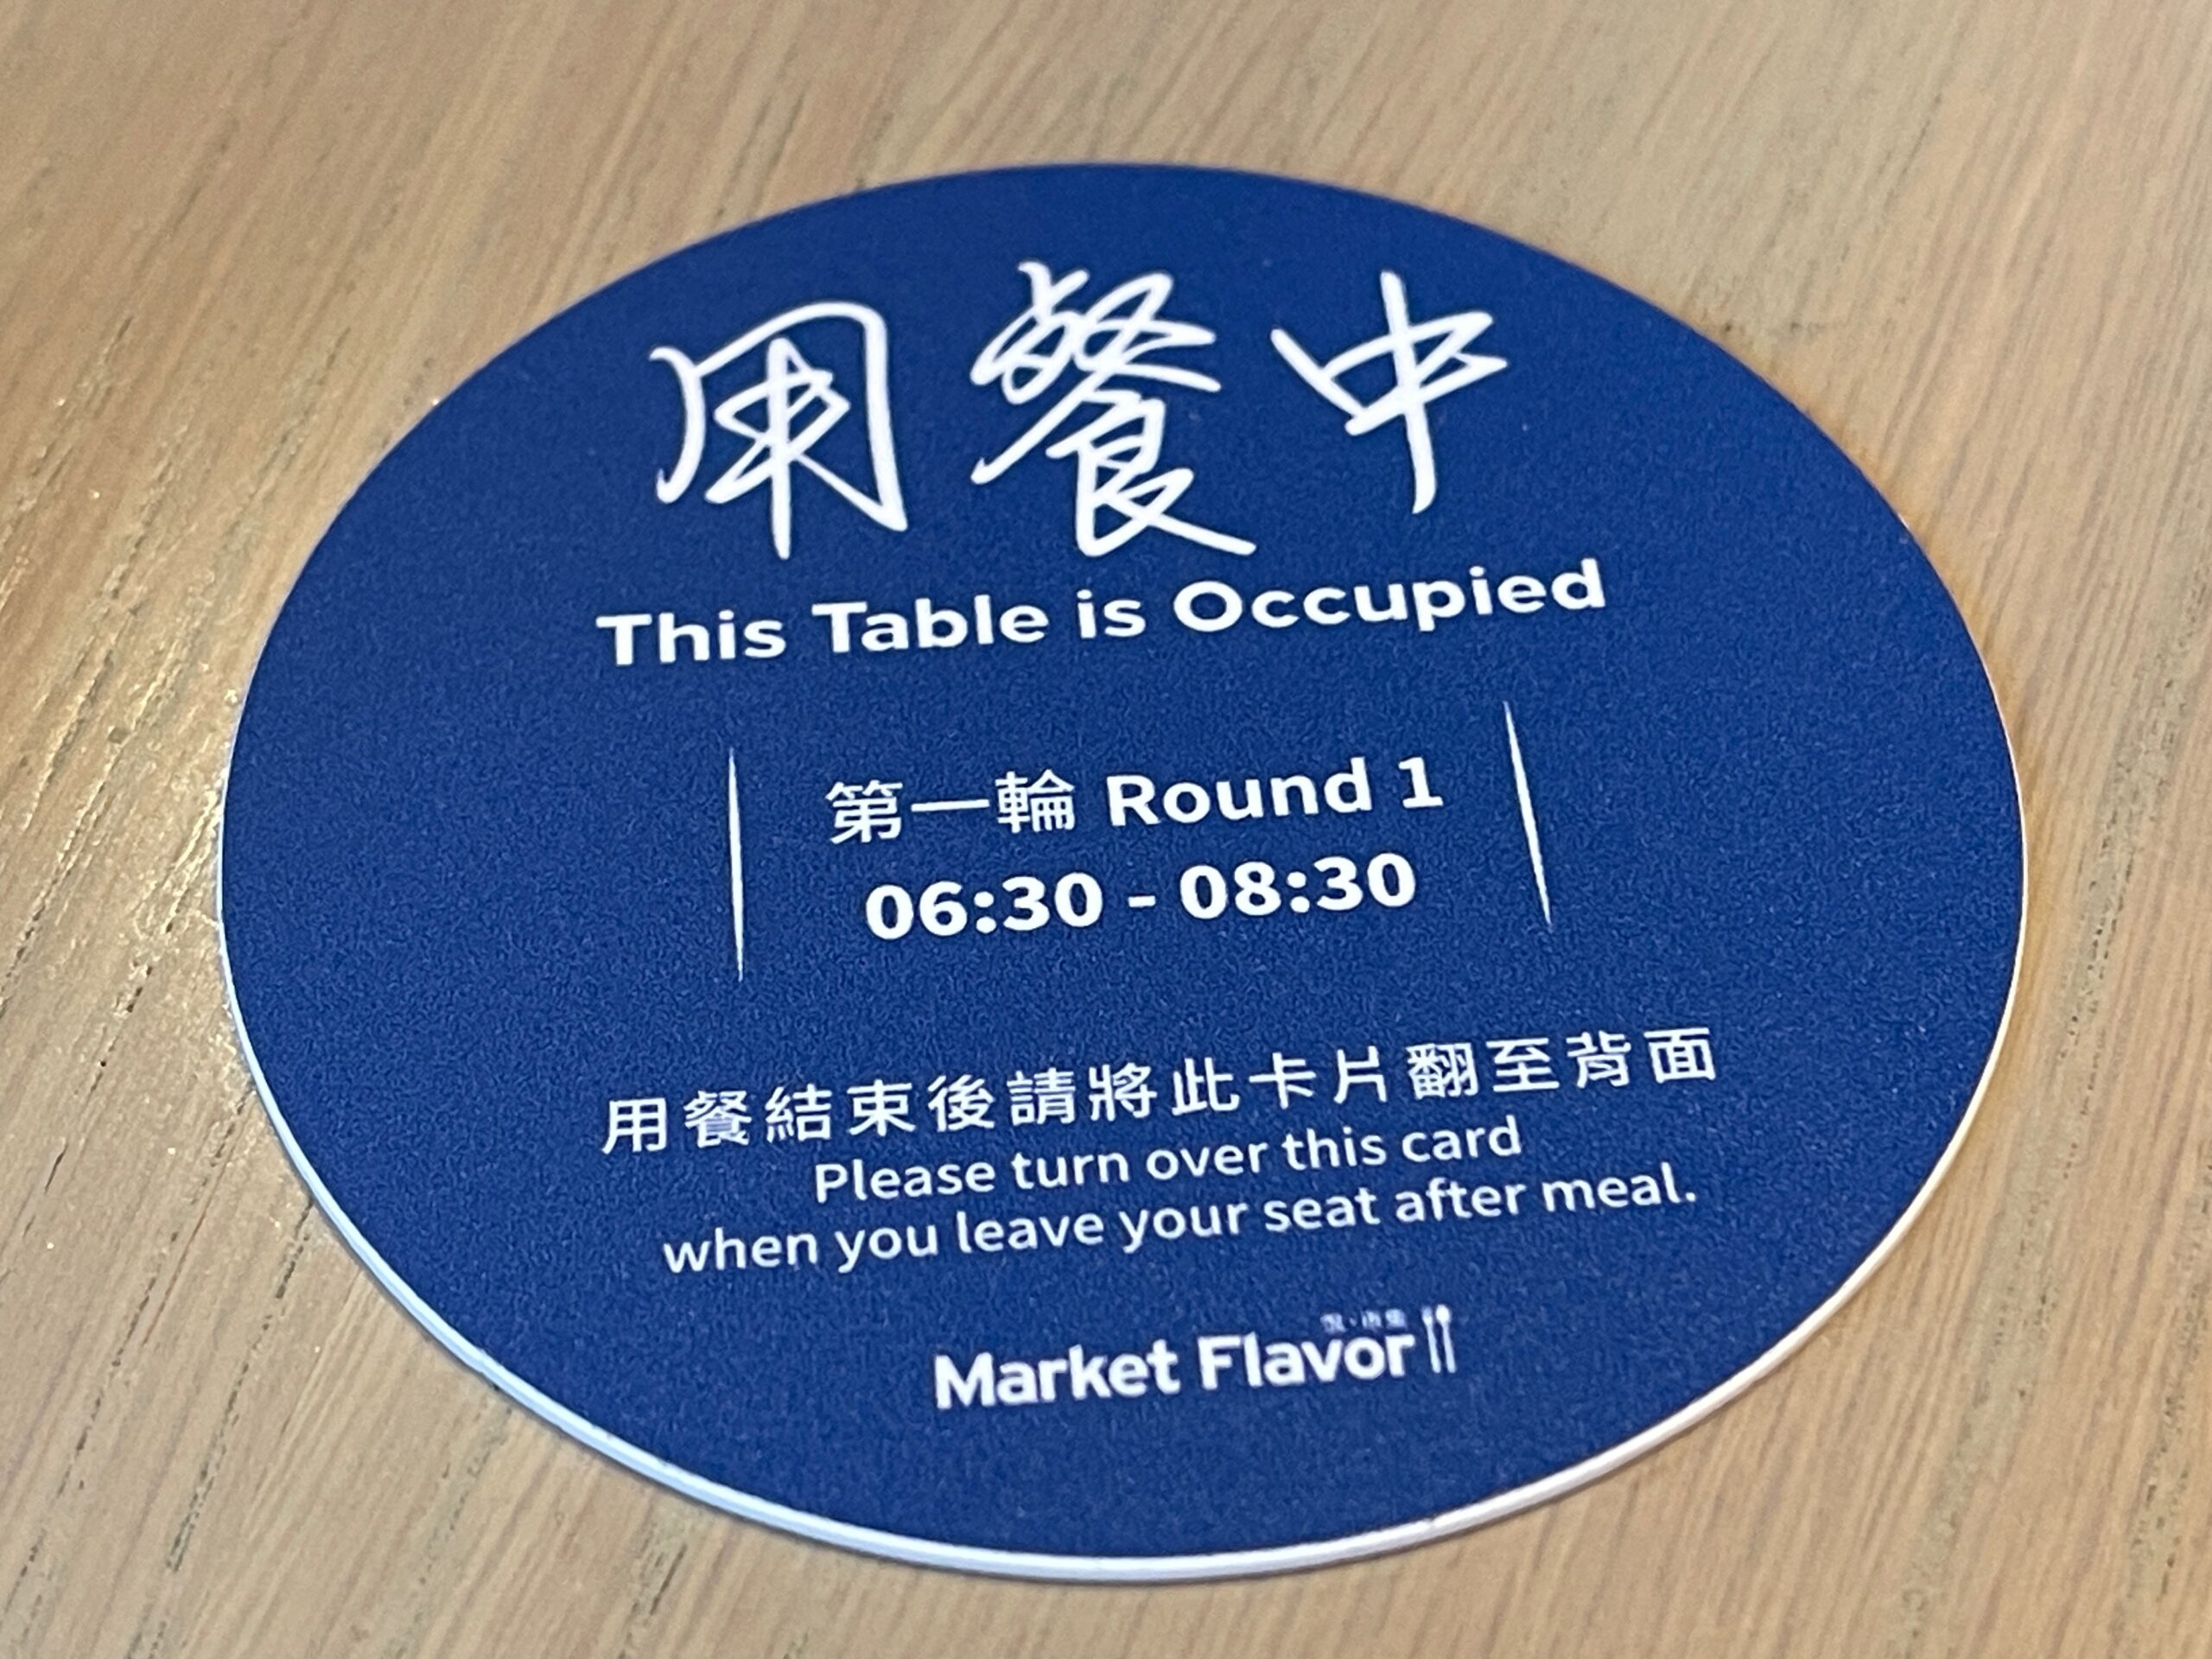 用餐中
This Table is Occupied
第一輪 Round 1
06:30 - 08:30
用餐結束後請將此卡片翻至背面
Please turn over this card
when you leave your seat after meal.
Market Flavor